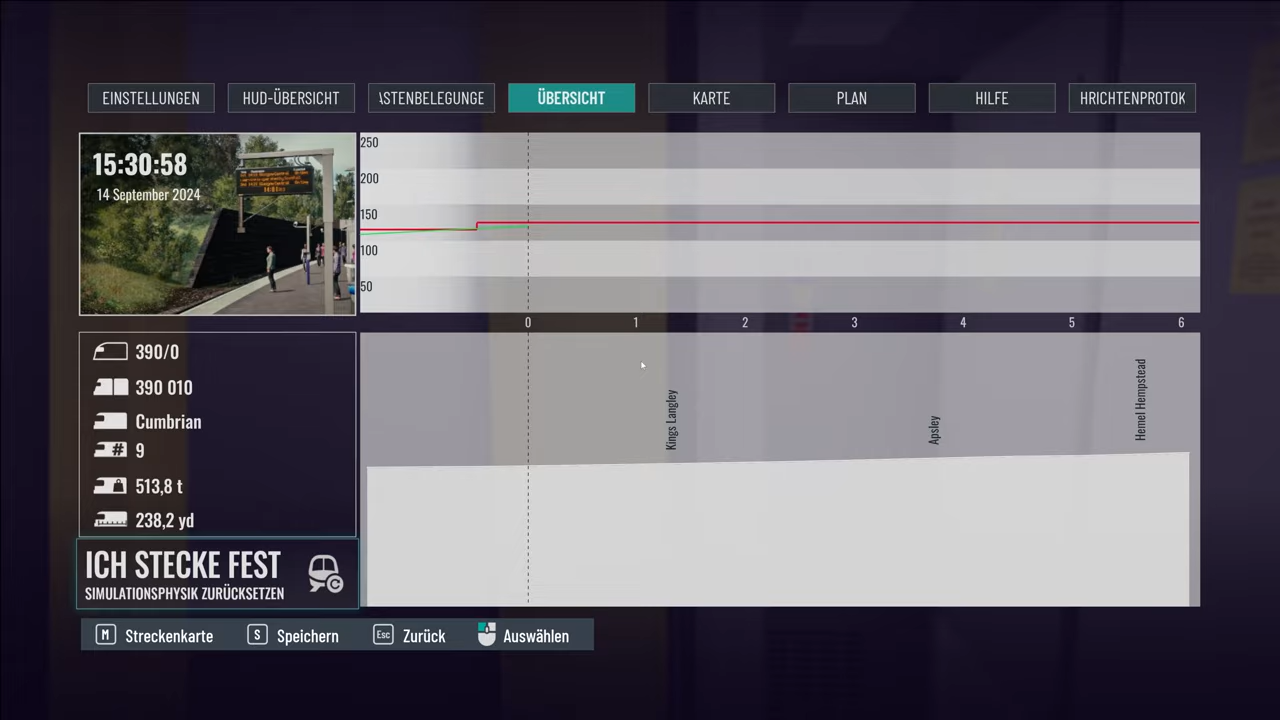 EINSTELLUNGEN
HUD-ÜBERSICHT
ASTENBELEGUNGE
ÜBERSICHT
KARTE
PLAN
HILFE
HRICHTENPROTOK
15:30:58
14 September 2024
250
200
150
100
50
0 1 2 3 4 5 6
390/0
390 010
Cumbrian
# 9
513,8 t
238,2 yd
Kings Langley
Apsley
Hemel Hempstead
ICH STECKE FEST
SIMULATIONSPHYSIK ZURÜCKSETZEN
M Streckenkarte
S Speichern
Esc Zurück
Auswählen